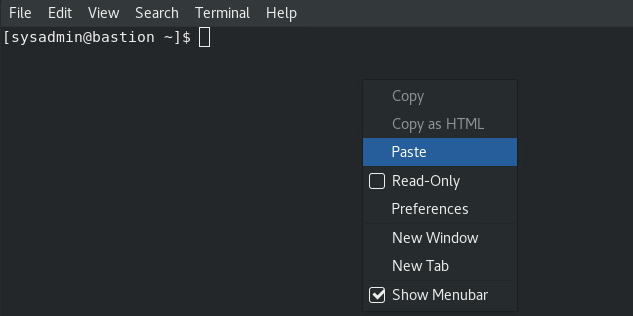 File Edit View Search Terminal Help
[sysadmin@bastion ~]$
Copy
Copy as HTML
Paste
Read-Only
Preferences
New Window
New Tab
Show Menubar